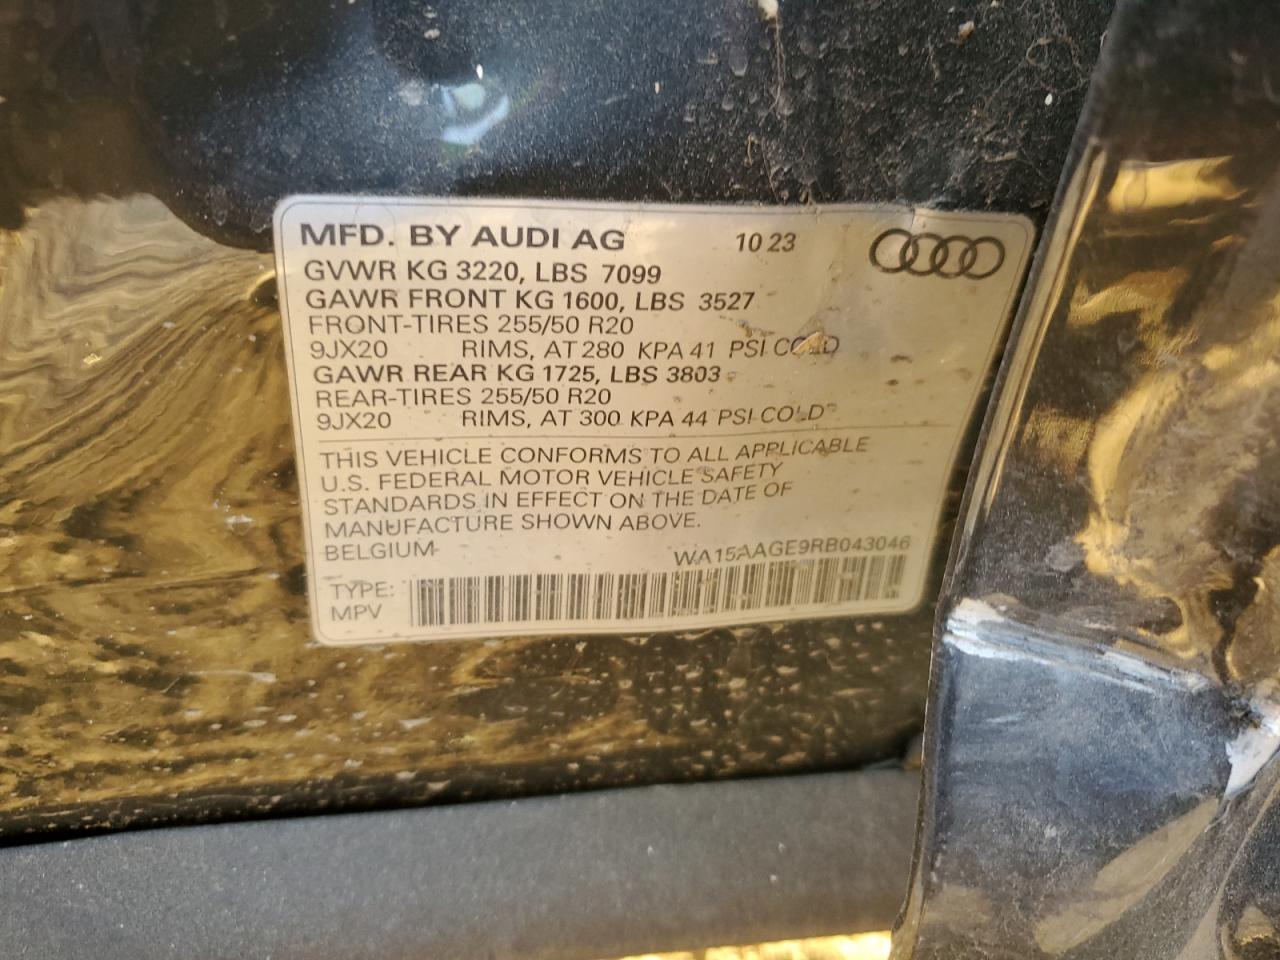 MFD. BY AUDI AG 10 23
GVWR KG 3220, LBS 7099
GAWR FRONT KG 1600, LBS 3527
FRONT-TIRES 255/50 R20
9JX20 RIMS, AT 280 KPA 41 PSI COLD
GAWR REAR KG 1725, LBS 3803
REAR-TIRES 255/50 R20
9JX20 RIMS, AT 300 KPA 44 PSI COLD
THIS VEHICLE CONFORMS TO ALL APPLICABLE
U.S. FEDERAL MOTOR VEHICLE SAFETY
STANDARDS IN EFFECT ON THE DATE OF
MANUFACTURE SHOWN ABOVE.
BELGIUM WA15AAGE9RB043046
TYPE:
MPV